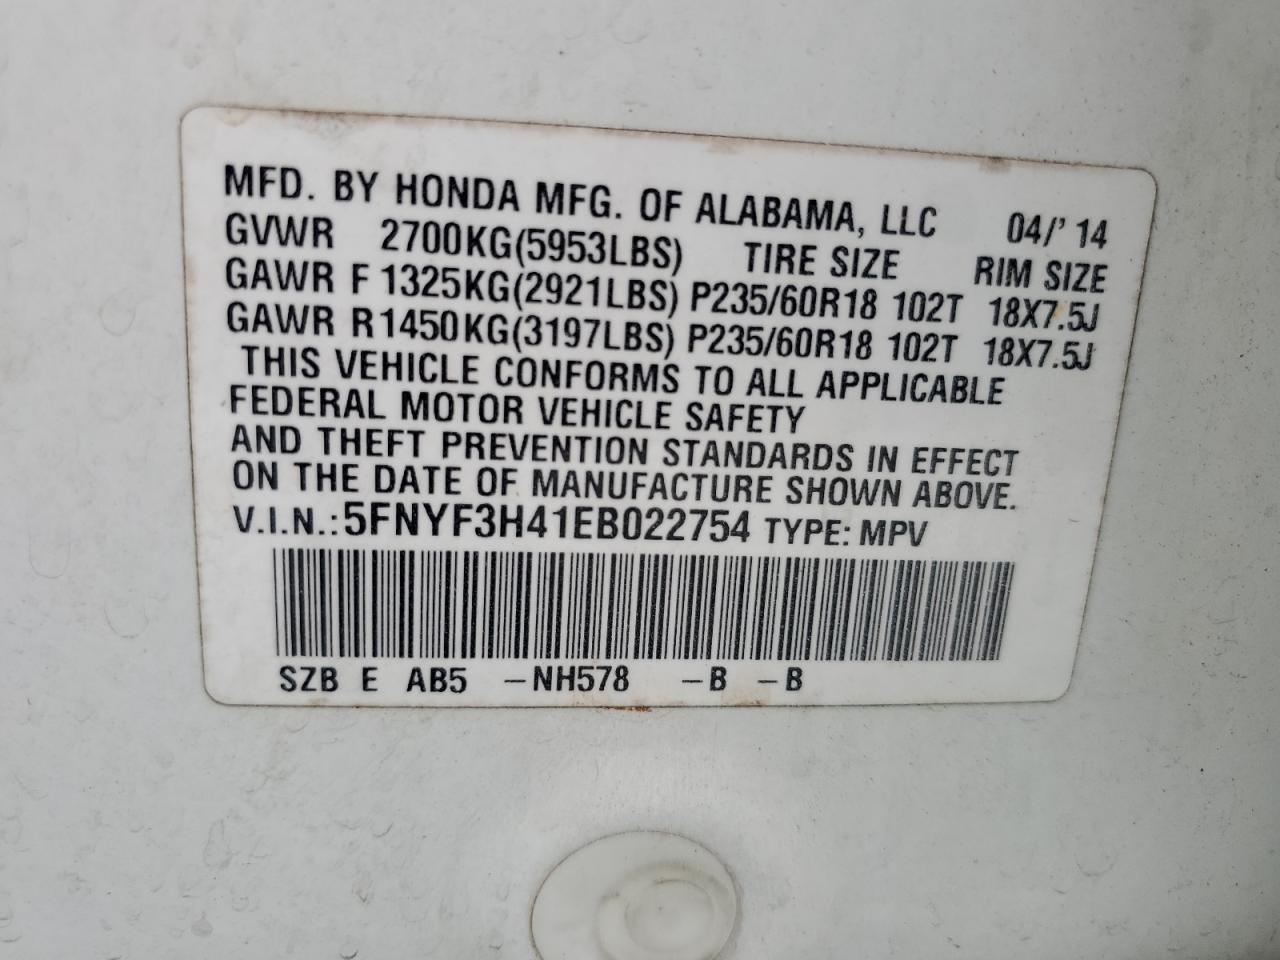 MFD. BY HONDA MFG. OF ALABAMA, LLC 04/' 14
GVWR 2700KG(5953LBS) TIRE SIZE RIM SIZE
GAWR F 1325KG(2921LBS) P235/60R18 102T 18X7.5J
GAWR R 1450KG(3197LBS) P235/60R18 102T 18X7.5J
THIS VEHICLE CONFORMS TO ALL APPLICABLE
FEDERAL MOTOR VEHICLE SAFETY
AND THEFT PREVENTION STANDARDS IN EFFECT
ON THE DATE OF MANUFACTURE SHOWN ABOVE.
V.I.N.: 5FNYF3H41EB022754 TYPE: MPV
SZB E AB5 –NH578 –B –B